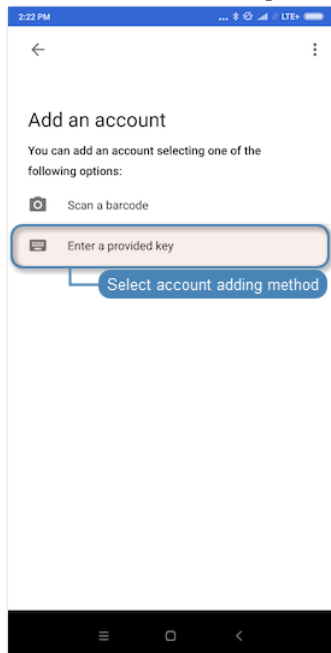 2:22 PM ... LTE+
Add an account
You can add an account selecting one of the
following options:
Scan a barcode
Enter a provided key
Select account adding method